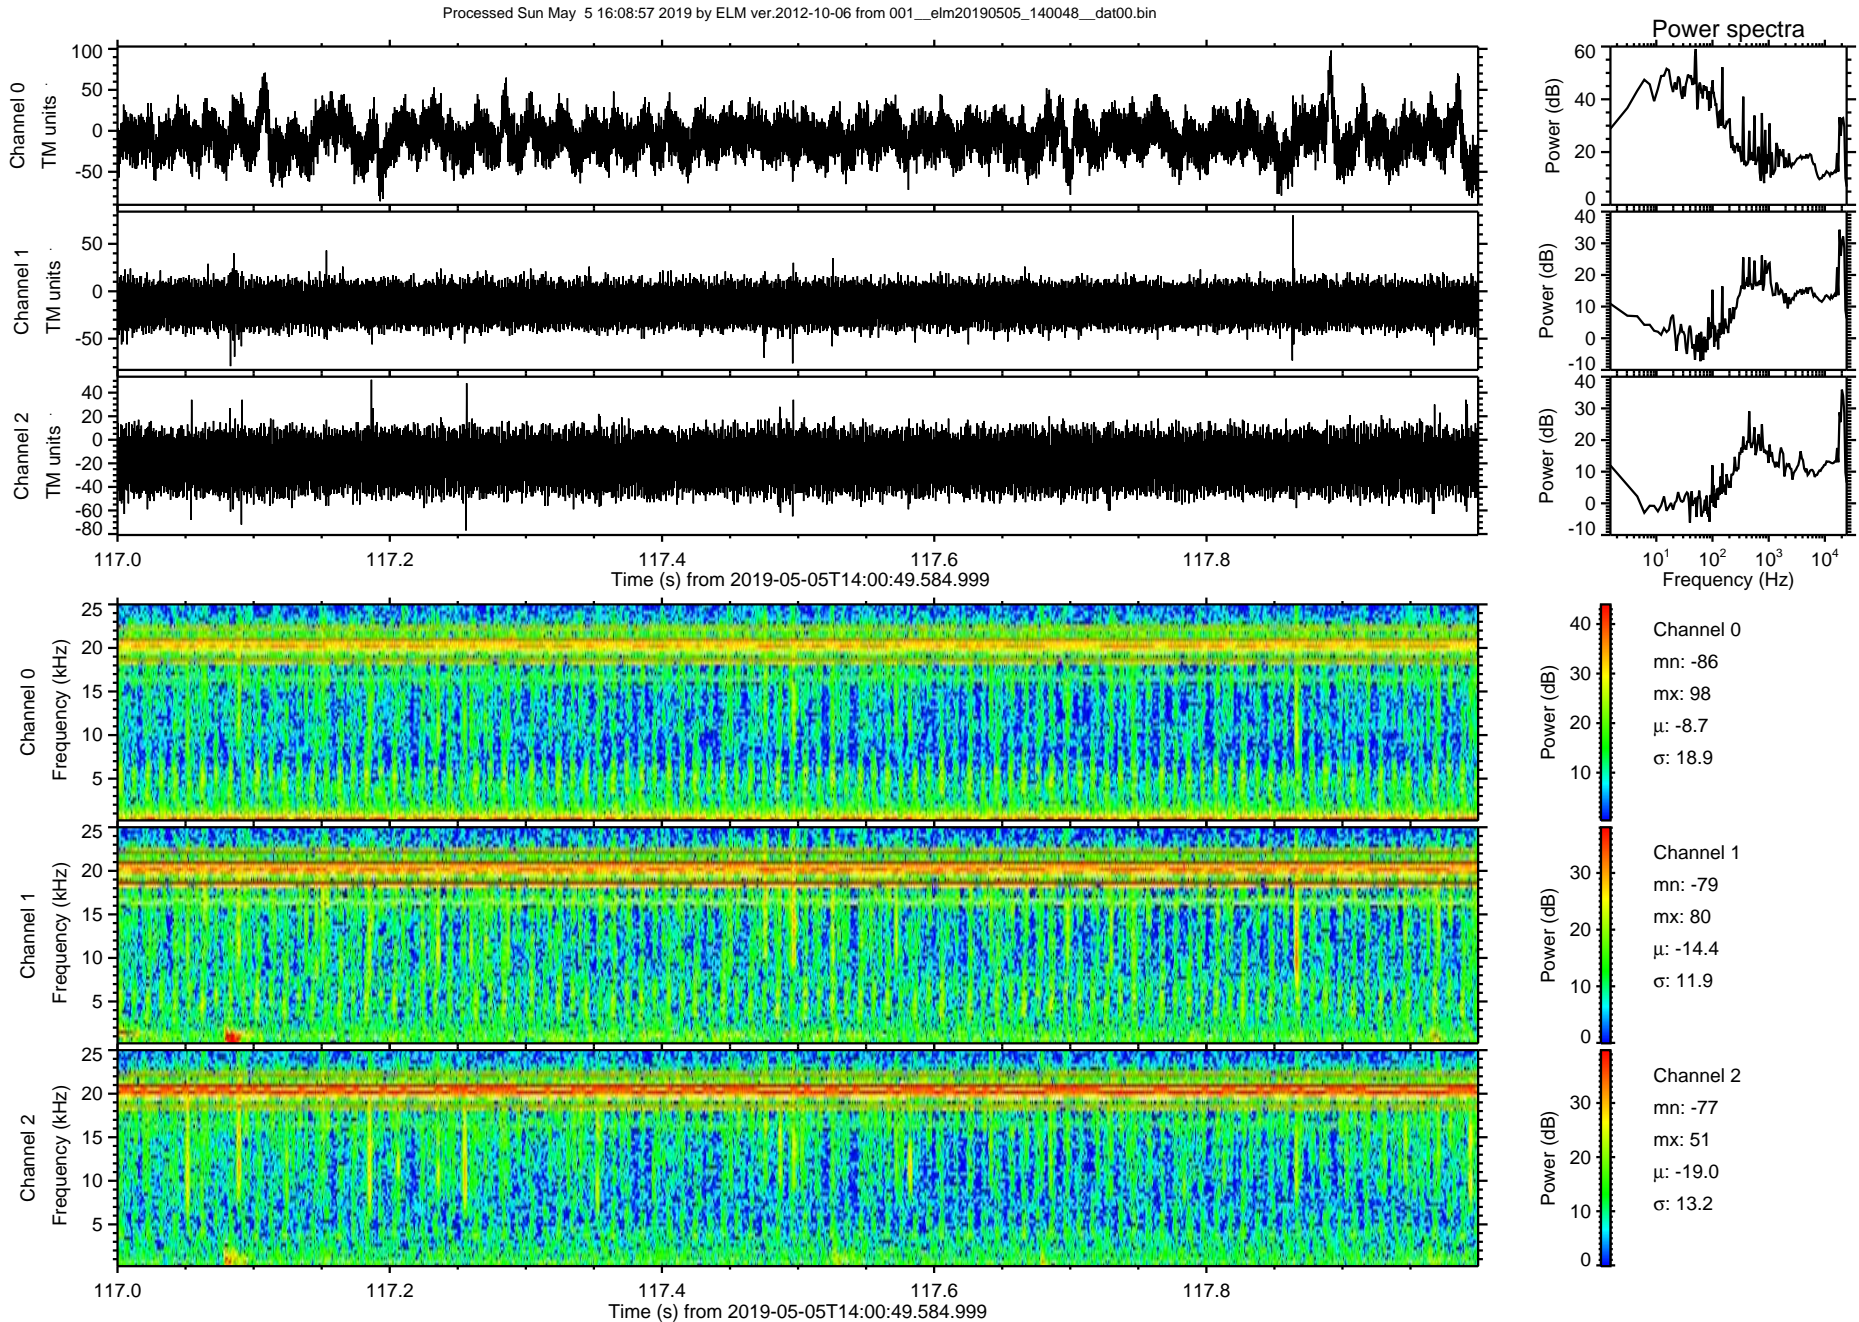 Processed Sun May  5 16:08:57 2019 by ELM ver.2012-10-06 from 001__elm20190505_140048__dat00.bin
Power spectra
Channel 0
TM units
100
50
0
-50
Power (dB)
60
40
20
0
Channel 1
TM units
50
0
-50
Power (dB)
40
30
20
10
0
-10
Channel 2
TM units
40
20
0
-20
-40
-60
-80
Power (dB)
40
30
20
10
0
-10
117.0 117.2 117.4 117.6 117.8
Time (s) from 2019-05-05T14:00:49.584.999
10^1 10^2 10^3 10^4
Frequency (Hz)
Channel 0
Frequency (kHz)
25
20
15
10
5
Power (dB)
40
30
20
10
Channel 0
mn: -86
mx: 98
µ: -8.7
σ: 18.9
Channel 1
Frequency (kHz)
25
20
15
10
5
Power (dB)
30
20
10
0
Channel 1
mn: -79
mx: 80
µ: -14.4
σ: 11.9
Channel 2
Frequency (kHz)
25
20
15
10
5
Power (dB)
30
20
10
0
Channel 2
mn: -77
mx: 51
µ: -19.0
σ: 13.2
117.0 117.2 117.4 117.6 117.8
Time (s) from 2019-05-05T14:00:49.584.999